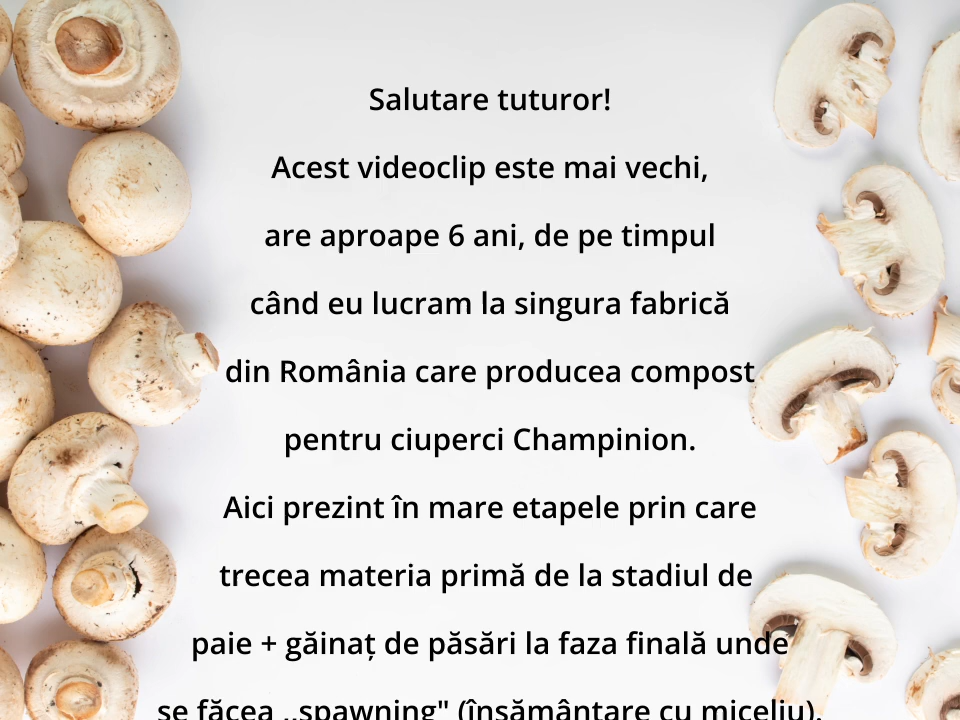 Salutare tuturor!
Acest videoclip este mai vechi,
are aproape 6 ani, de pe timpul
când eu lucram la singura fabrică
din România care producea compost
pentru ciuperci Champinion.
Aici prezint în mare etapele prin care
trecea materia primă de la stadiul de
paie + găinaț de păsări la faza finală unde
se făcea ,,spawning" (însămânțare cu miceliu).